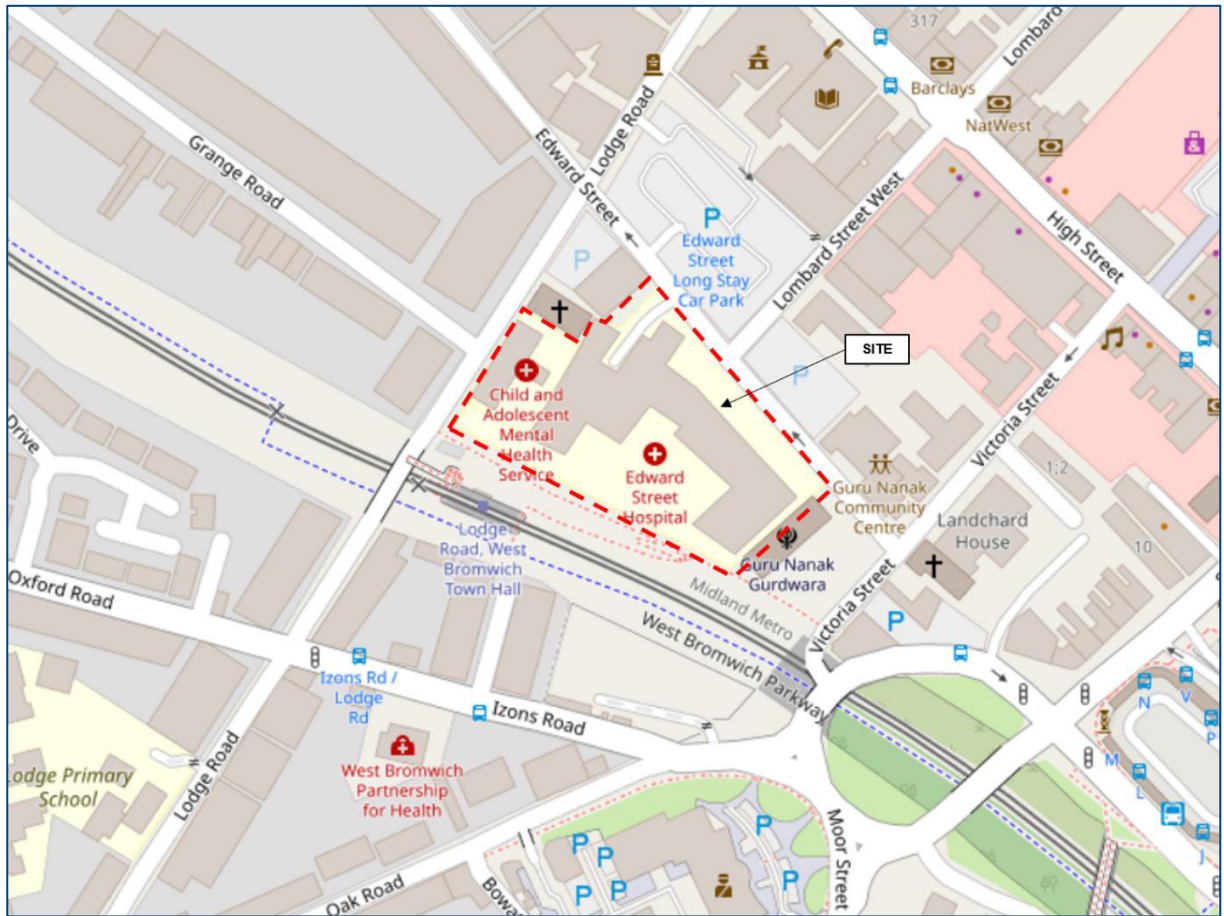 317
Lombard
Barclays
NatWest
Edward Street
Lodge Road
Grange Road
P
Edward
Street
Long Stay
Car Park
Lombard Street West
High Street
P
SITE
P
Child and
Adolescent
Mental
Health
Service
Edward
Street
Hospital
Victoria Street
1;2
Guru Nanak
Community
Centre
Landchard
House
10
Guru Nanak
Gurdwara
Drive
Lodge
Road, West
Bromwich
Town Hall
Midland Metro
West Bromwich Parkway
Victoria Street
P
Oxford Road
Izons Rd /
Lodge
Rd
Izons Road
N
V
P
M
L
J
West Bromwich
Partnership
for Health
Lodge Road
odge Primary
School
Moor Street
P
P
P
P
P
P
Oak Road
Bowa